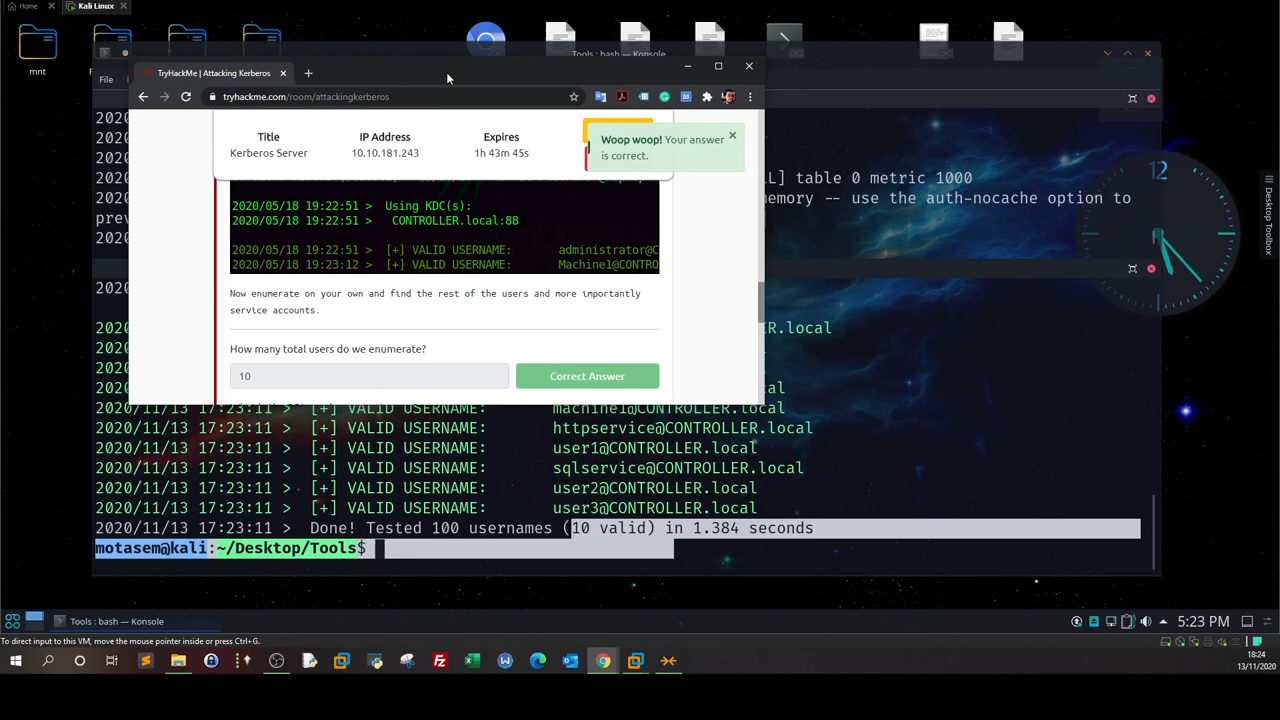 Home
Kali Linux
mnt
Tools : bash — Konsole
TryHackMe | Attacking Kerberos
File
tryhackme.com/room/attackingkerberos
Title
IP Address
Expires
Kerberos Server
10.10.181.243
1h 43m 45s
Woop woop! Your answer
is correct.
L] table 0 metric 1000
emory -- use the auth-nocache option to
prev
12
Desktop Toolbox
2020/05/18 19:22:51 > Using KDC(s):
2020/05/18 19:22:51 > CONTROLLER.local:88
2020/05/18 19:22:51 > [+] VALID USERNAME: administrator@C
2020/05/18 19:23:12 > [+] VALID USERNAME: Machine1@CONTRO
Now enumerate on your own and find the rest of the users and more importantly
service accounts.
How many total users do we enumerate?
10
Correct Answer
R.local
cal
ocal
2020/11/13 17:23:11 > [+] VALID USERNAME: machine1@CONTROLLER.local
2020/11/13 17:23:11 > [+] VALID USERNAME: httpservice@CONTROLLER.local
2020/11/13 17:23:11 > [+] VALID USERNAME: user1@CONTROLLER.local
2020/11/13 17:23:11 > [+] VALID USERNAME: sqlservice@CONTROLLER.local
2020/11/13 17:23:11 > [+] VALID USERNAME: user2@CONTROLLER.local
2020/11/13 17:23:11 > [+] VALID USERNAME: user3@CONTROLLER.local
2020/11/13 17:23:11 > Done! Tested 100 usernames (10 valid) in 1.384 seconds
motasem@kali:~/Desktop/Tools$
Tools : bash — Konsole
5:23 PM
To direct input to this VM, move the mouse pointer inside or press Ctrl+G.
18:24
13/11/2020